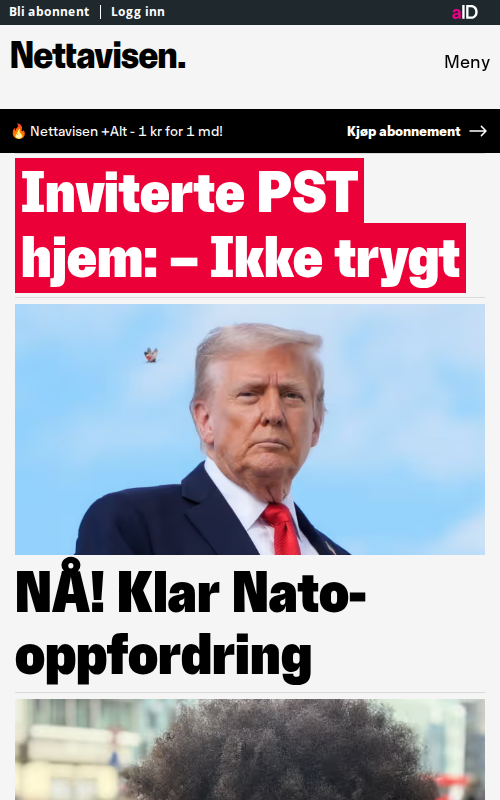 Bli abonnent | Logg inn
aID
Nettavisen.
Meny
🔥 Nettavisen +Alt - 1 kr for 1 md!
Kjøp abonnement →
Inviterte PST
hjem: – Ikke trygt
NÅ! Klar Nato-
oppfordring